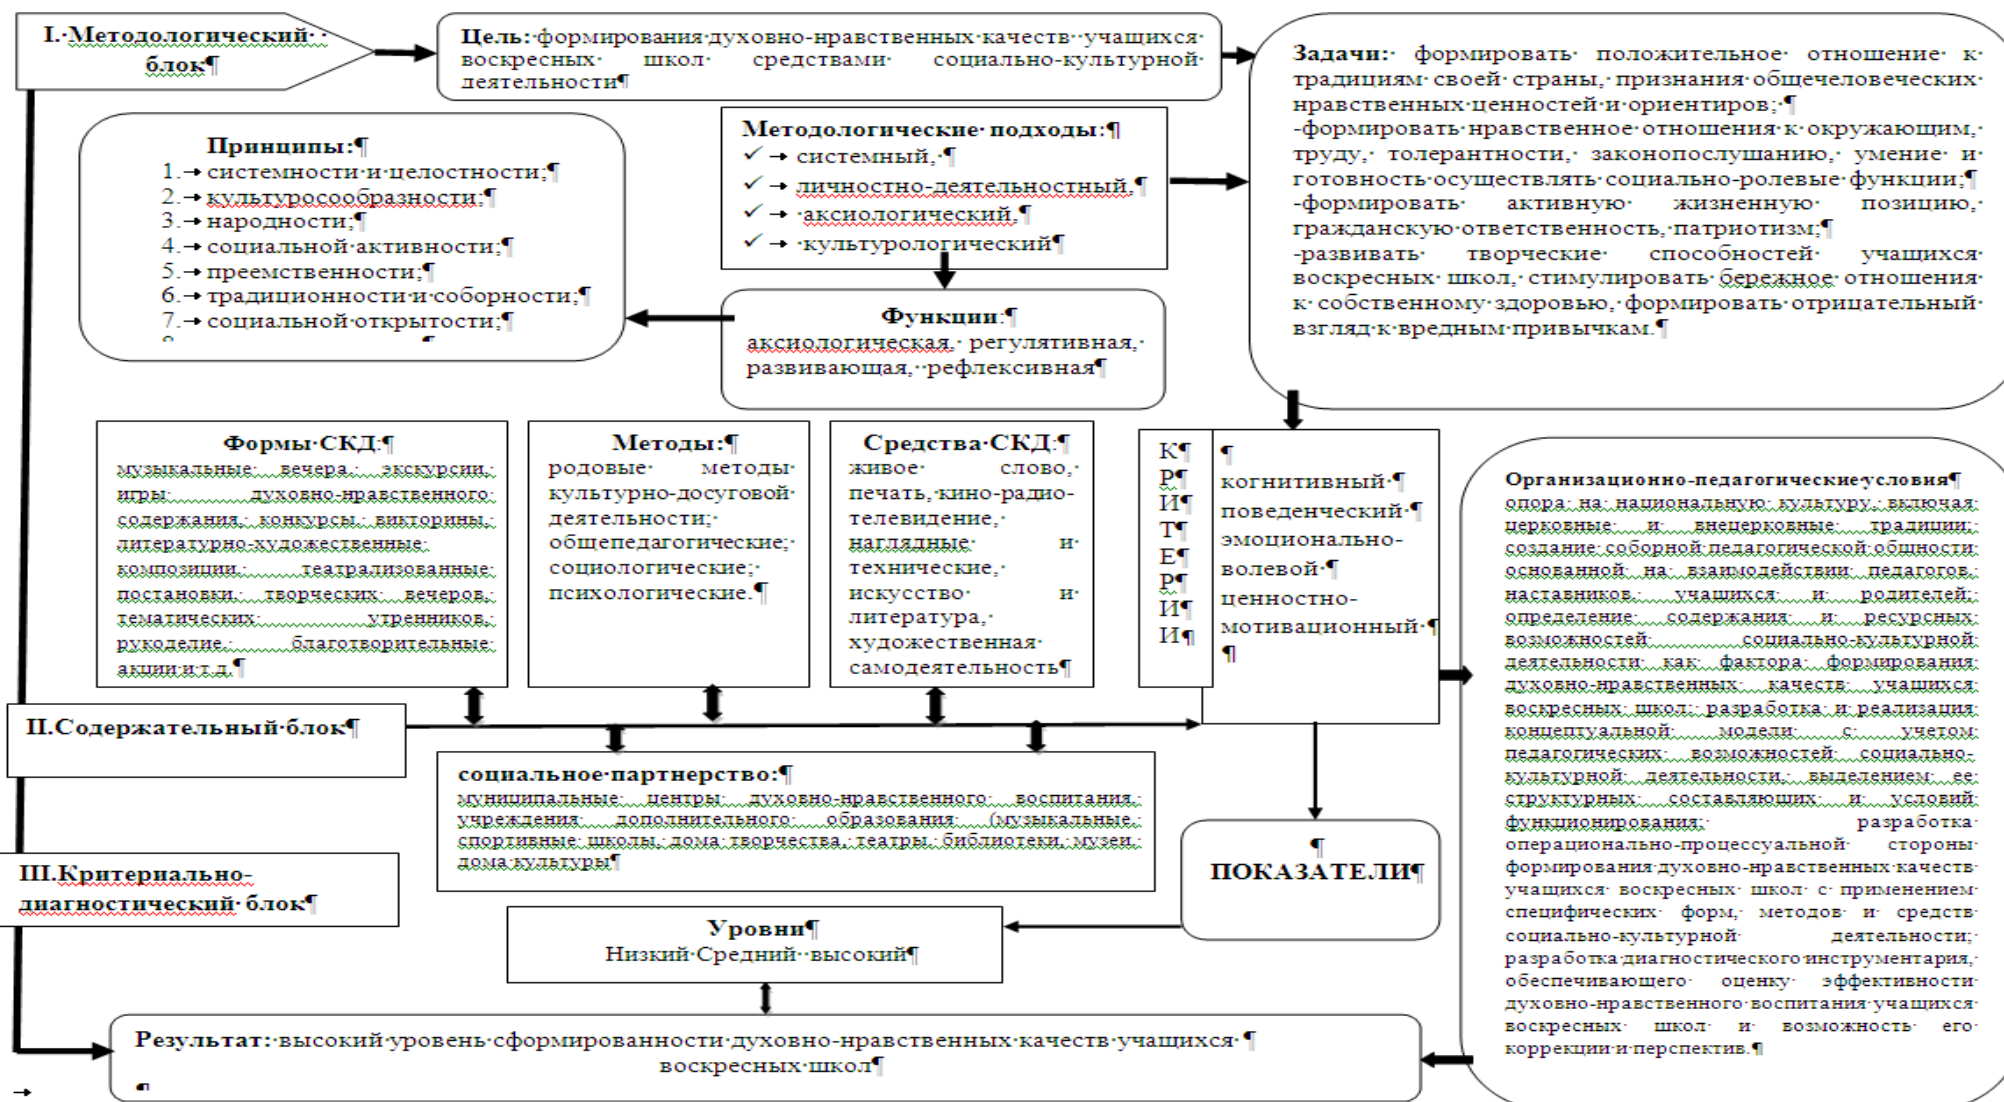 I. Методологический
блок
Цель: формирования духовно-нравственных качеств учащихся
воскресных школ средствами социально-культурной
деятельности
Задачи: формировать положительное отношение к
традициям своей страны, признания общечеловеческих
нравственных ценностей и ориентиров;
-формировать нравственное отношения к окружающим,
труду, толерантности, законопослушанию, умение и
готовность осуществлять социально-ролевые функции;
-формировать активную жизненную позицию,
гражданскую ответственность, патриотизм;
-развивать творческие способностей учащихся
воскресных школ, стимулировать бережное отношения
к собственному здоровью, формировать отрицательный
взгляд к вредным привычкам.
Принципы:
1. системности и целостности;
2. культуросообразности;
3. народности;
4. социальной активности;
5. преемственности;
6. традиционности и соборности;
7. социальной открытости;
Методологические подходы:
✓ системный,
✓ личностно-деятельностный,
✓ аксиологический,
✓ культурологический
Функции:
аксиологическая, регулятивная,
развивающая, рефлексивная
Формы СКД:
музыкальные вечера, экскурсии,
игры духовно-нравственного
содержания, конкурсы, викторины,
литературно-художественные
композиции, театрализованные
постановки, творческих вечеров,
тематических утренников,
рукоделие, благотворительные
акции и т.д.
Методы:
родовые методы
культурно-досуговой
деятельности;
общепедагогические;
социологические;
психологические.
Средства СКД:
живое слово,
печать, кино-радио-
телевидение,
наглядные и
технические,
искусство и
литература,
художественная
самодеятельность
К
Р
И
Т
Е
Р
И
И
когнитивный
поведенческий
эмоционально-
волевой
ценностно-
мотивационный
Организационно-педагогические условия
опора на национальную культуру, включая
церковные и внецерковные традиции;
создание соборной педагогической общности
основанной на взаимодействии педагогов,
наставников, учащихся и родителей;
определение содержания и ресурсных
возможностей социально-культурной
деятельности как фактора формирования
духовно-нравственных качеств учащихся
воскресных школ; разработка и реализация
концептуальной модели с учетом
педагогических возможностей социально-
культурной деятельности, выделением ее
структурных составляющих и условий
функционирования; разработка
операционально-процессуальной стороны
формирования духовно-нравственных качеств
учащихся воскресных школ с применением
специфических форм, методов и средств
социально-культурной деятельности;
разработка диагностического инструментария,
обеспечивающего оценку эффективности
духовно-нравственного воспитания учащихся
воскресных школ и возможность его
коррекции и перспектив.
II.Содержательный блок
социальное партнерство:
муниципальные центры духовно-нравственного воспитания,
учреждения дополнительного образования (музыкальные,
спортивные школы, дома творчества, театры, библиотеки, музеи,
дома культуры
ПОКАЗАТЕЛИ
III.Критериально-
диагностический блок
Уровни
Низкий Средний высокий
Результат: высокий уровень сформированности духовно-нравственных качеств учащихся
воскресных школ